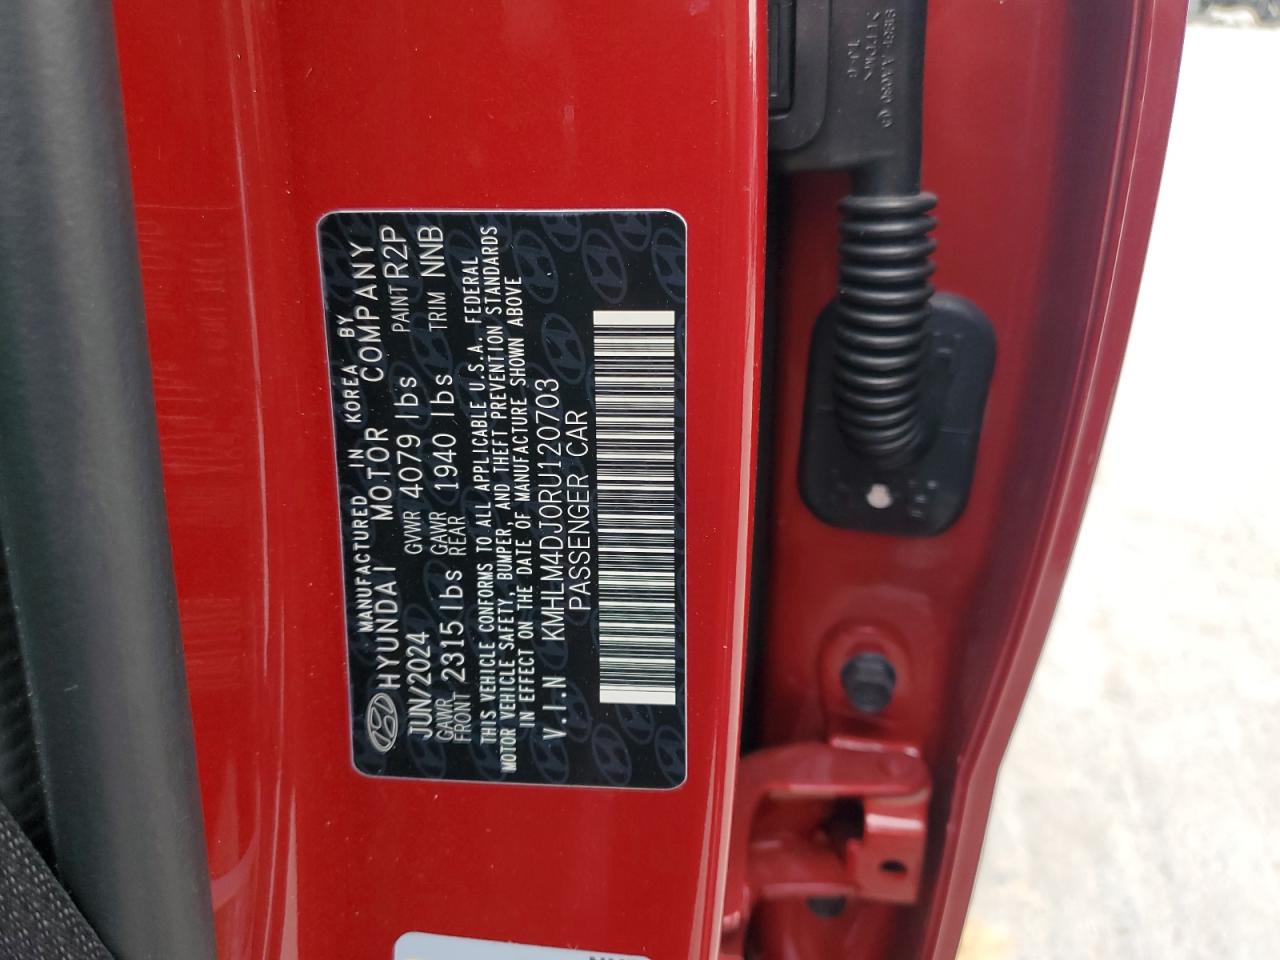 MANUFACTURED IN KOREA BY
HYUNDAI MOTOR COMPANY
JUN/2024 GVWR 4079 lbs PAINT R2P
GAWR FRONT 2315 lbs GAWR REAR 1940 lbs TRIM NNB
THIS VEHICLE CONFORMS TO ALL APPLICABLE U.S.A. FEDERAL
MOTOR VEHICLE SAFETY, BUMPER, AND THEFT PREVENTION STANDARDS
IN EFFECT ON THE DATE OF MANUFACTURE SHOWN ABOVE
V.I.N KMHLM4DJ0RU120703
PASSENGER CAR